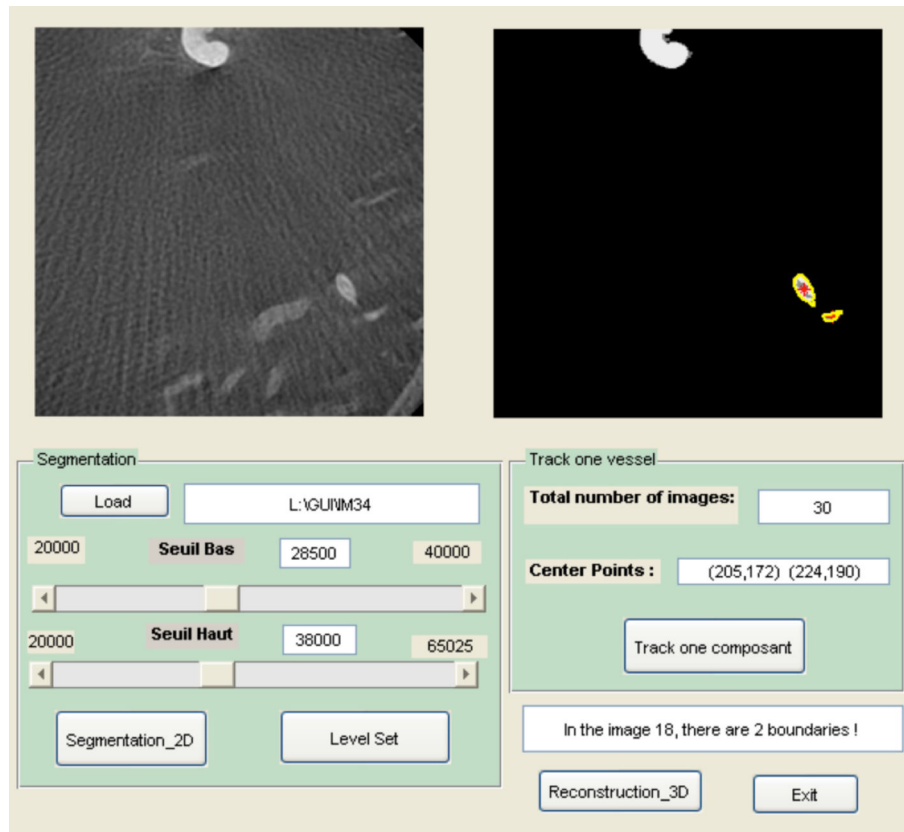 Segmentation
Load
L:\GUI\M34
20000 Seuil Bas 28500 40000
20000 Seuil Haut 38000 65025
Segmentation_2D
Level Set
Track one vessel
Total number of images: 30
Center Points : (205,172) (224,190)
Track one composant
In the image 18, there are 2 boundaries !
Reconstruction_3D
Exit